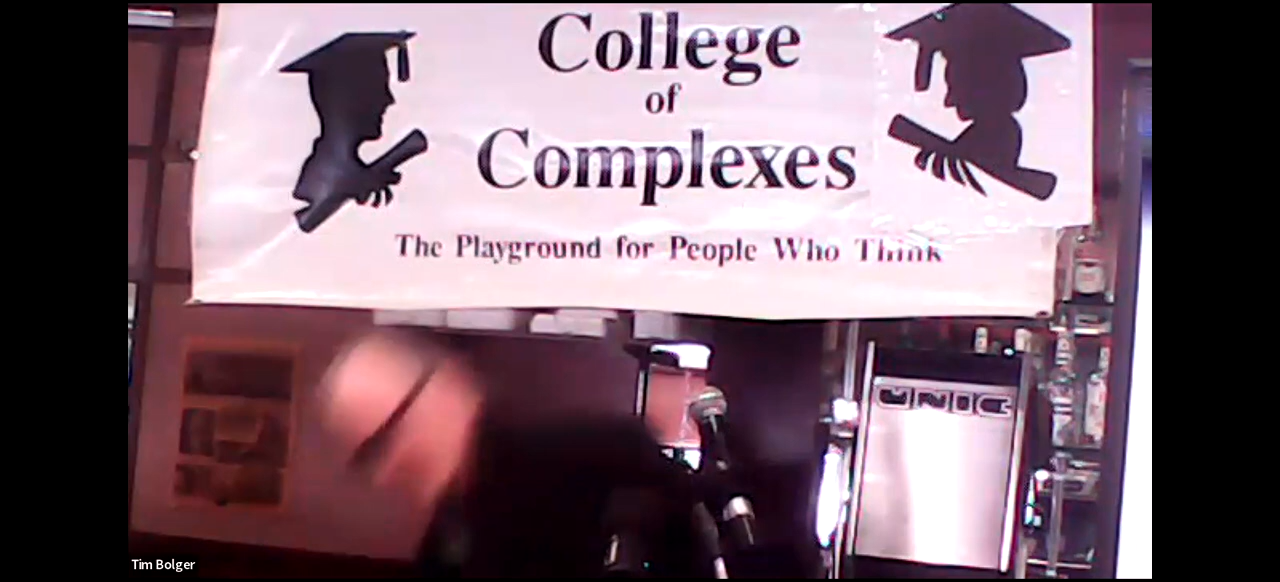 College
of
Complexes
The Playground for People Who Think
UNIC
Tim Bolger